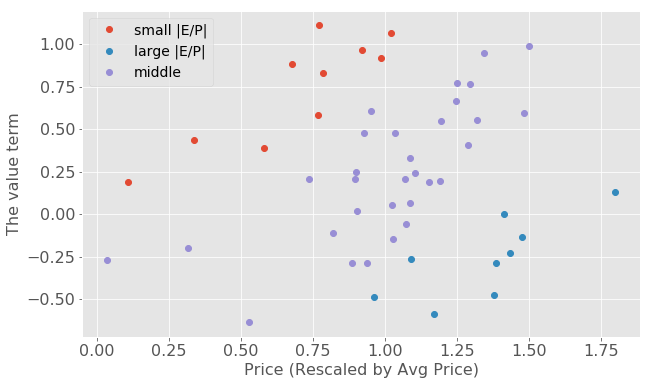 small |E/P|
large |E/P|
middle
1.00
0.75
0.50
0.25
0.00
−0.25
−0.50
The value term
0.00 0.25 0.50 0.75 1.00 1.25 1.50 1.75
Price (Rescaled by Avg Price)